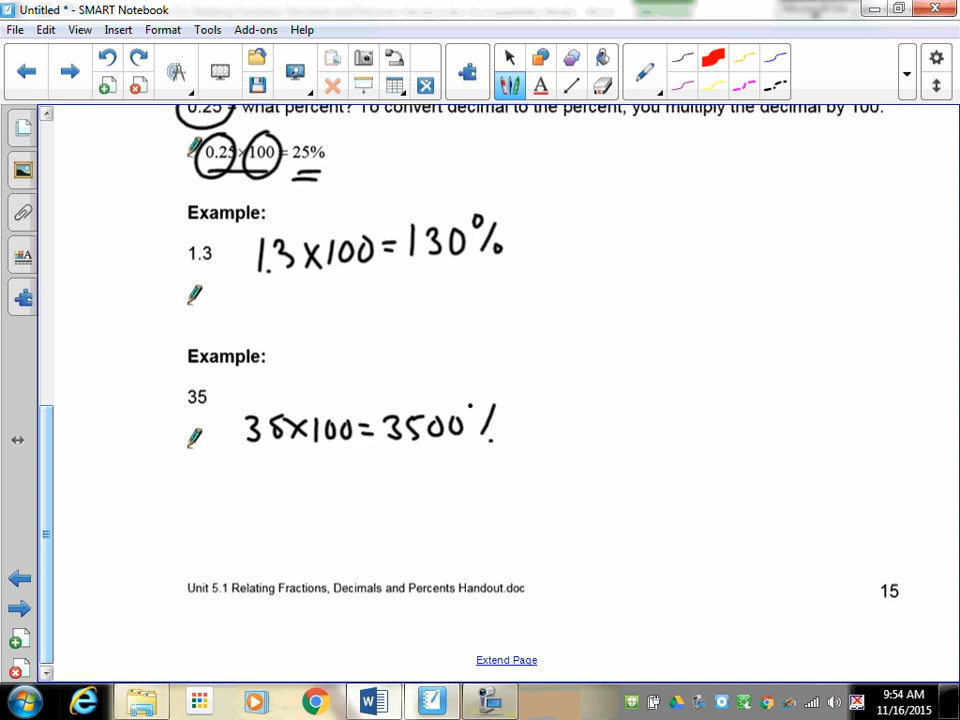 Untitled * - SMART Notebook
File Edit View Insert Format Tools Add-ons Help
0.25 = what percent? To convert decimal to the percent, you multiply the decimal by 100.
0.25×100 = 25%
Example:
1.3 1.3 x 100 = 130%
Example:
35
35 x 100 = 3500 %
Unit 5.1 Relating Fractions, Decimals and Percents Handout.doc
15
Extend Page
9:54 AM
11/16/2015